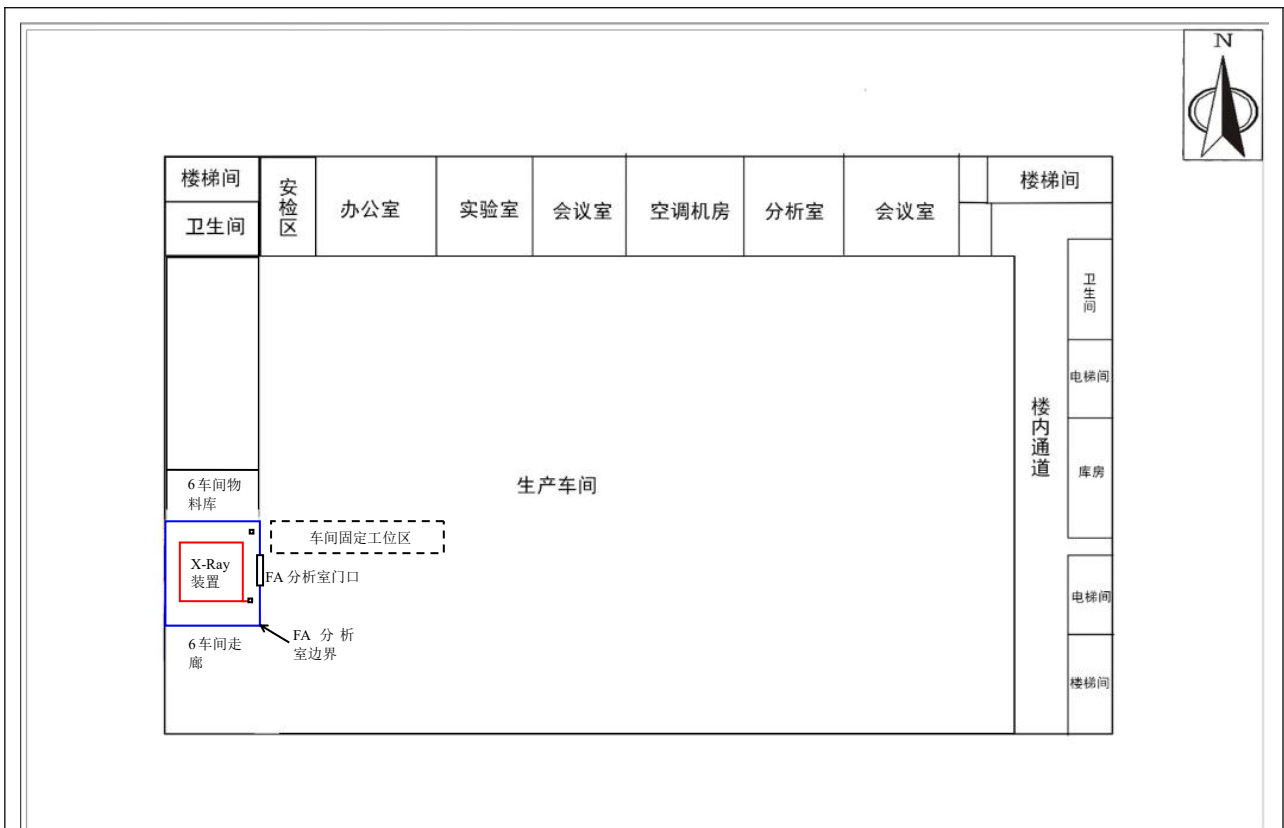 N
楼梯间
安检区
办公室
实验室
会议室
空调机房
分析室
会议室
楼梯间
卫生间
卫生间
电梯间
楼内通道
库房
6车间物
料库
生产车间
车间固定工位区
X-Ray
装置
FA分析室门口
电梯间
6车间走
廊
FA 分 析
室边界
楼梯间